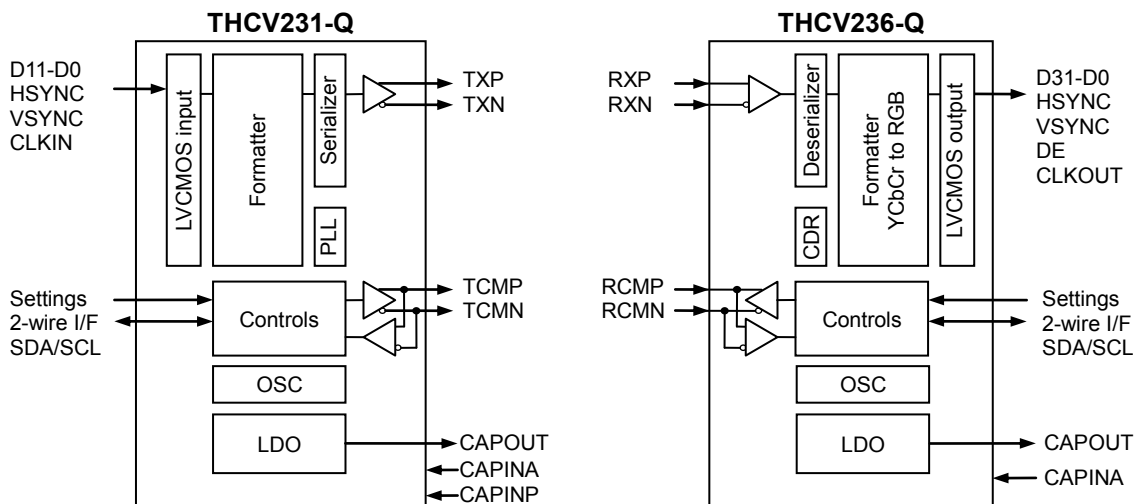 THCV231-Q
D11-D0
HSYNC
VSYNC
CLKIN
LVCMOS input
Formatter
Serializer
PLL
TXP
TXN
Settings
2-wire I/F
SDA/SCL
Controls
TCMP
TCMN
OSC
LDO
CAPOUT
CAPINA
CAPINP
THCV236-Q
RXP
RXN
Deserializer
CDR
Formatter
YCbCr to RGB
LVCMOS output
D31-D0
HSYNC
VSYNC
DE
CLKOUT
RCMP
RCMN
Controls
Settings
2-wire I/F
SDA/SCL
OSC
LDO
CAPOUT
CAPINA